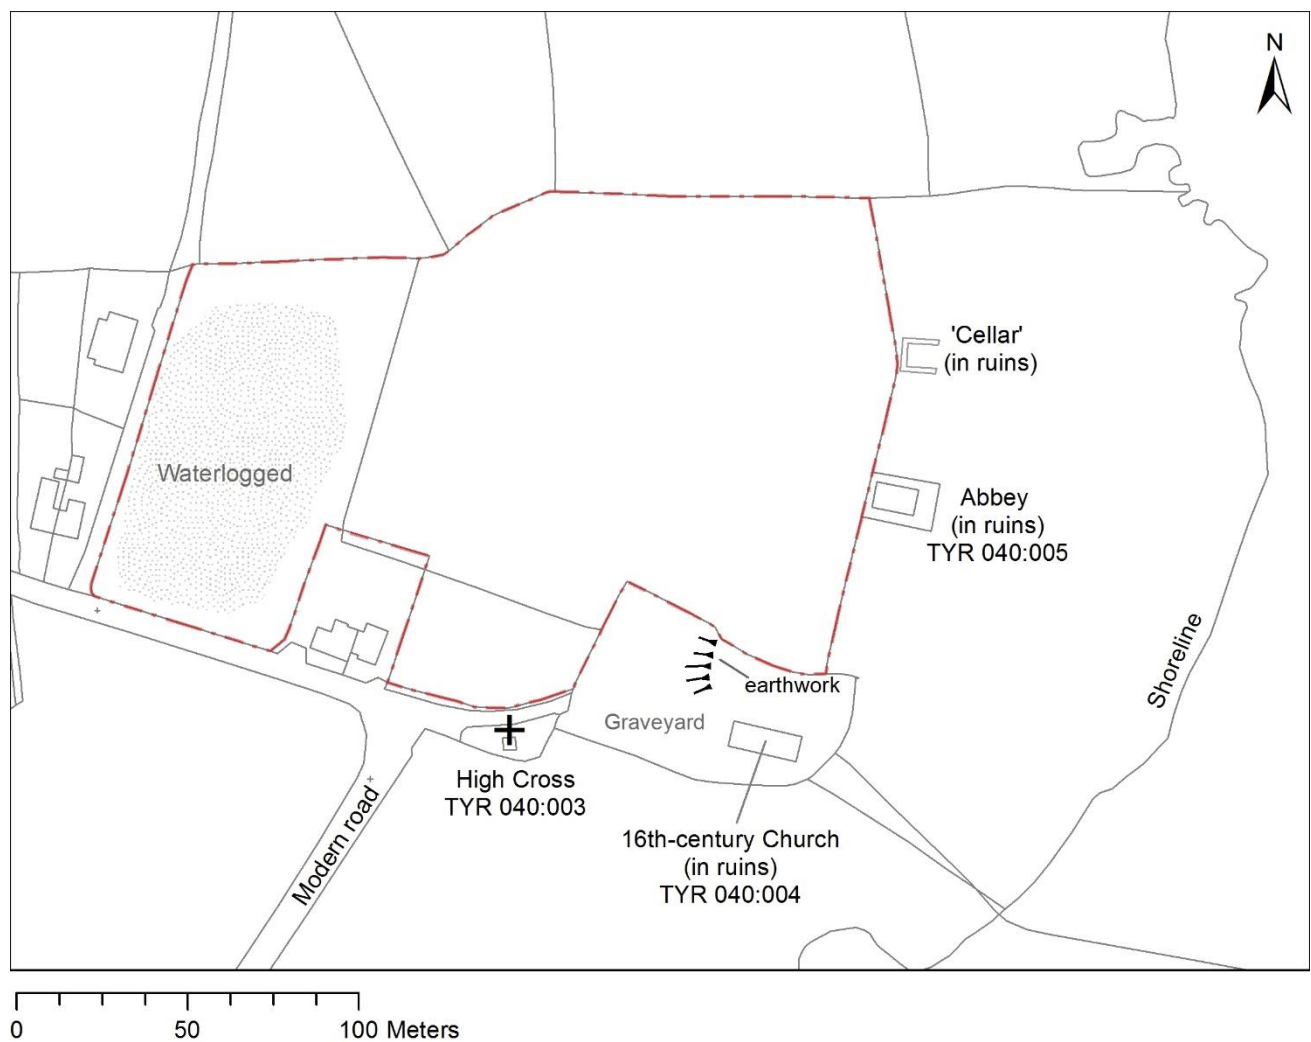 N
'Cellar'
(in ruins)
Waterlogged
Abbey
(in ruins)
TYR 040:005
Shoreline
earthwork
Graveyard
High Cross
TYR 040:003
Modern road
16th-century Church
(in ruins)
TYR 040:004
0 50 100 Meters